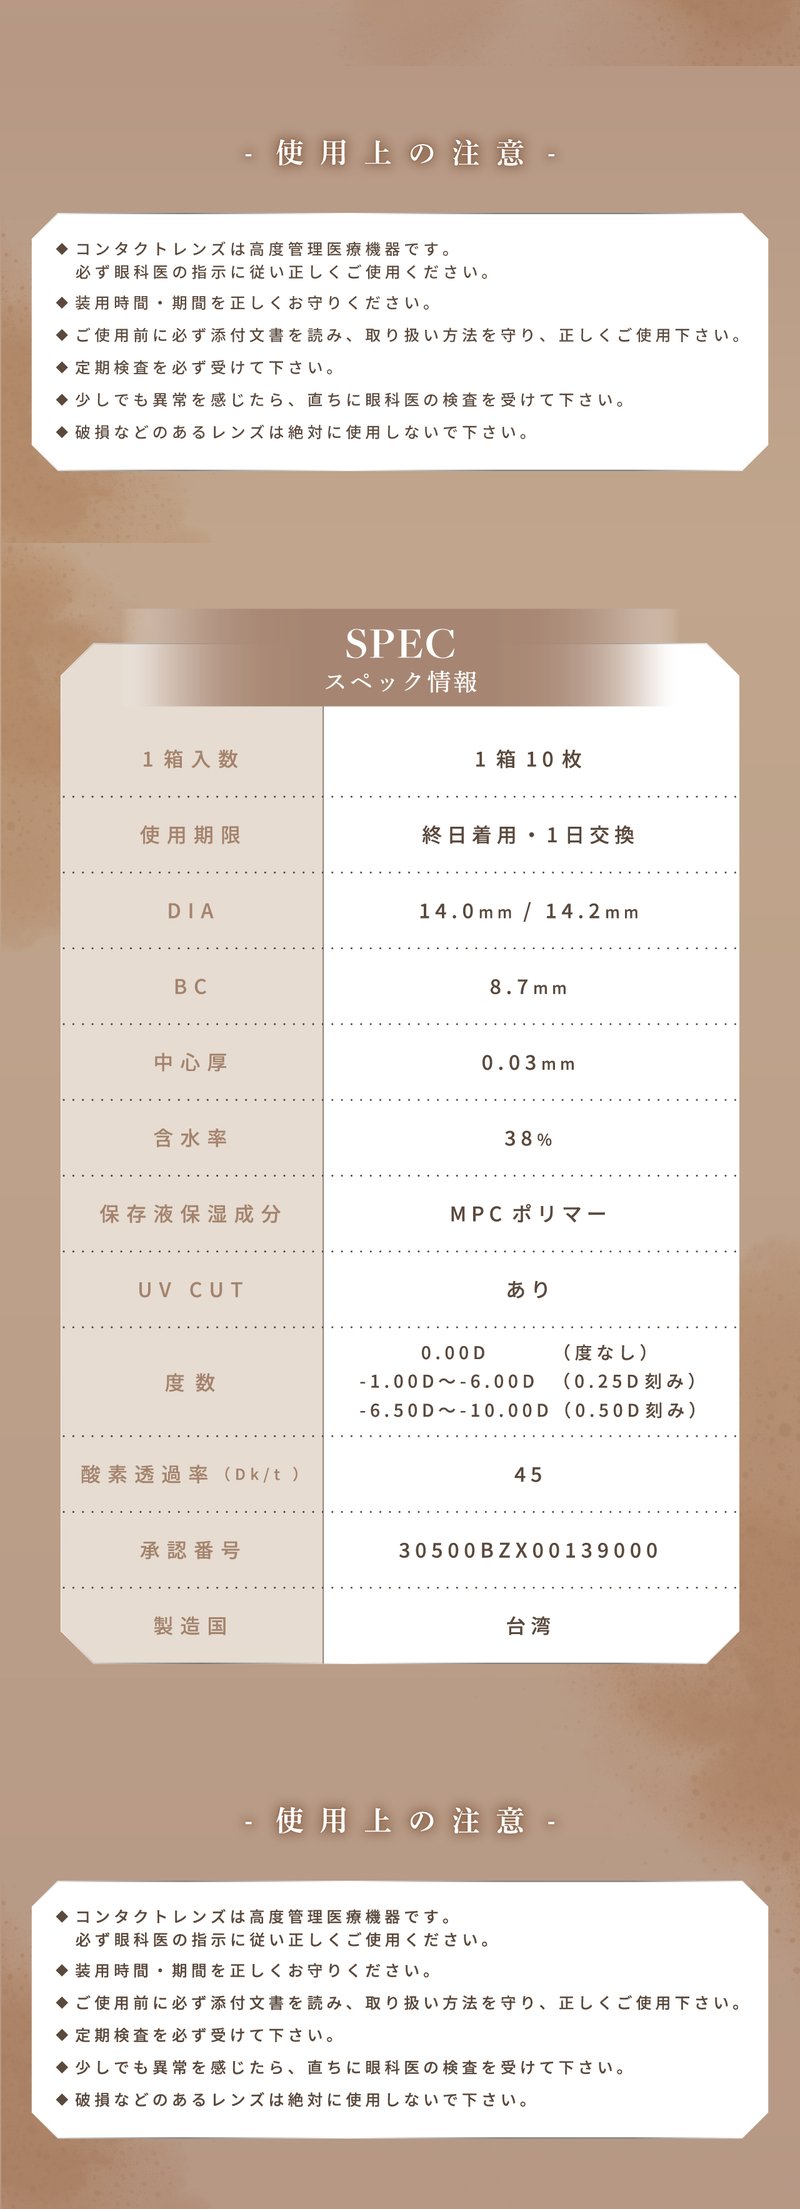 - 使用上の注意 -
◆ コンタクトレンズは高度管理医療機器です。
必ず眼科医の指示に従い正しくご使用ください。
◆ 装用時間・期間を正しくお守りください。
◆ ご使用前に必ず添付文書を読み、取り扱い方法を守り、正しくご使用下さい。
◆ 定期検査を必ず受けて下さい。
◆ 少しでも異常を感じたら、直ちに眼科医の検査を受けて下さい。
◆ 破損などのあるレンズは絶対に使用しないで下さい。
SPEC
スペック情報
1箱入数 1箱10枚
使用期限 終日着用・1日交換
DIA 14.0mm / 14.2mm
BC 8.7mm
中心厚 0.03mm
含水率 38%
保存液保湿成分 MPCポリマー
UV CUT あり
度数 0.00D （度なし）
-1.00D〜-6.00D （0.25D刻み）
-6.50D〜-10.00D（0.50D刻み）
酸素透過率（Dk/t ） 45
承認番号 30500BZX00139000
製造国 台湾
- 使用上の注意 -
◆ コンタクトレンズは高度管理医療機器です。
必ず眼科医の指示に従い正しくご使用ください。
◆ 装用時間・期間を正しくお守りください。
◆ ご使用前に必ず添付文書を読み、取り扱い方法を守り、正しくご使用下さい。
◆ 定期検査を必ず受けて下さい。
◆ 少しでも異常を感じたら、直ちに眼科医の検査を受けて下さい。
◆ 破損などのあるレンズは絶対に使用しないで下さい。